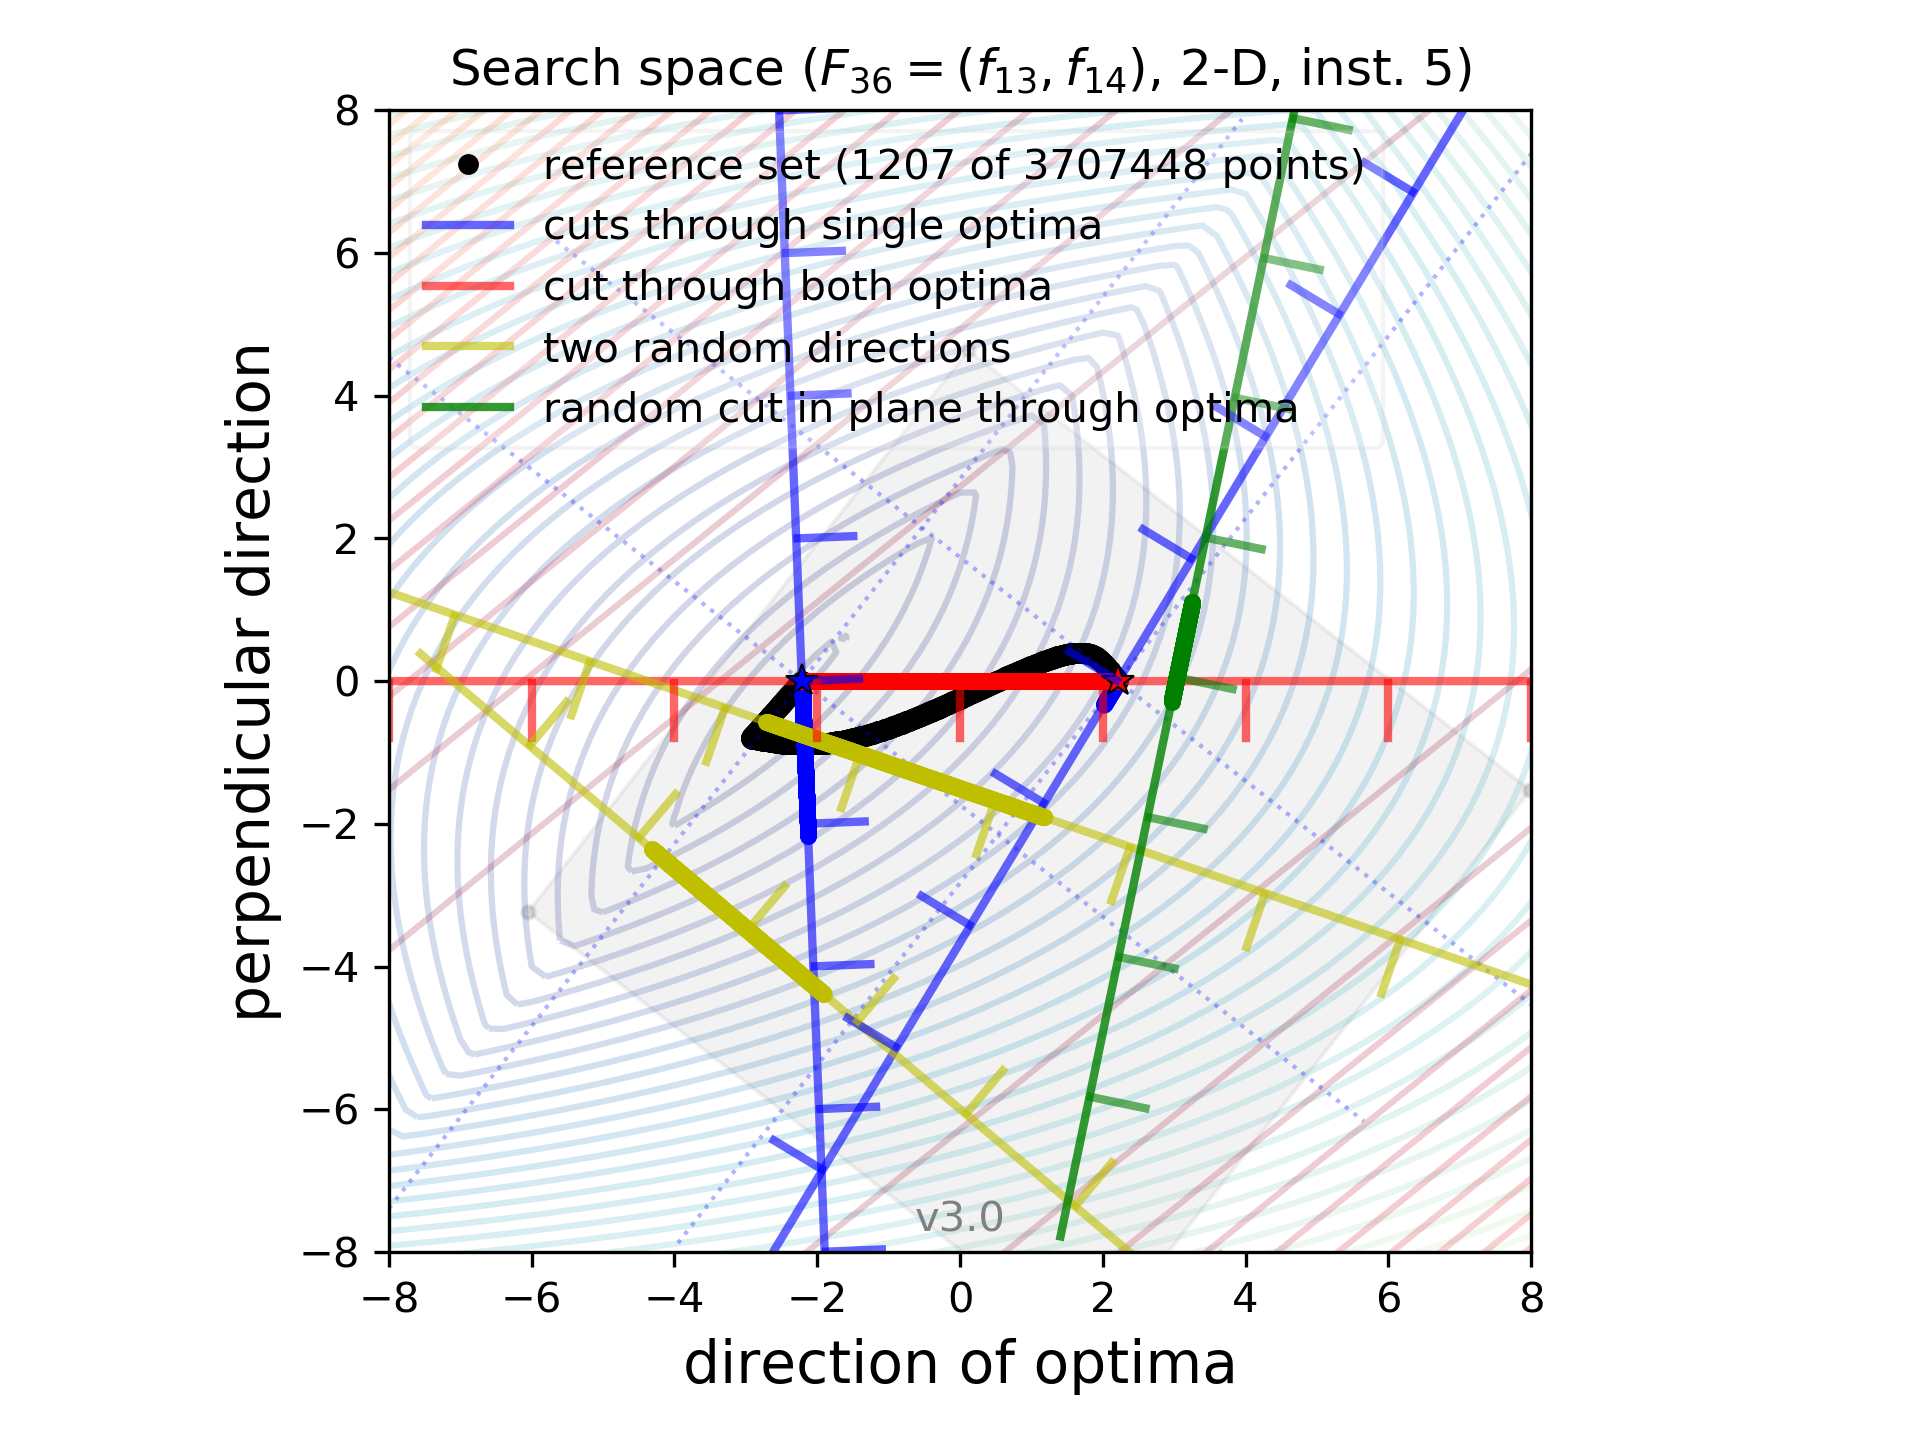 Search space (F₃₆ = (f₁₃, f₁₄), 2-D, inst. 5)
8
6
4
2
0
−2
−4
−6
−8
perpendicular direction
reference set (1207 of 3707448 points)
cuts through single optima
cut through both optima
two random directions
random cut in plane through optima
v3.0
−8 −6 −4 −2 0 2 4 6 8
direction of optima